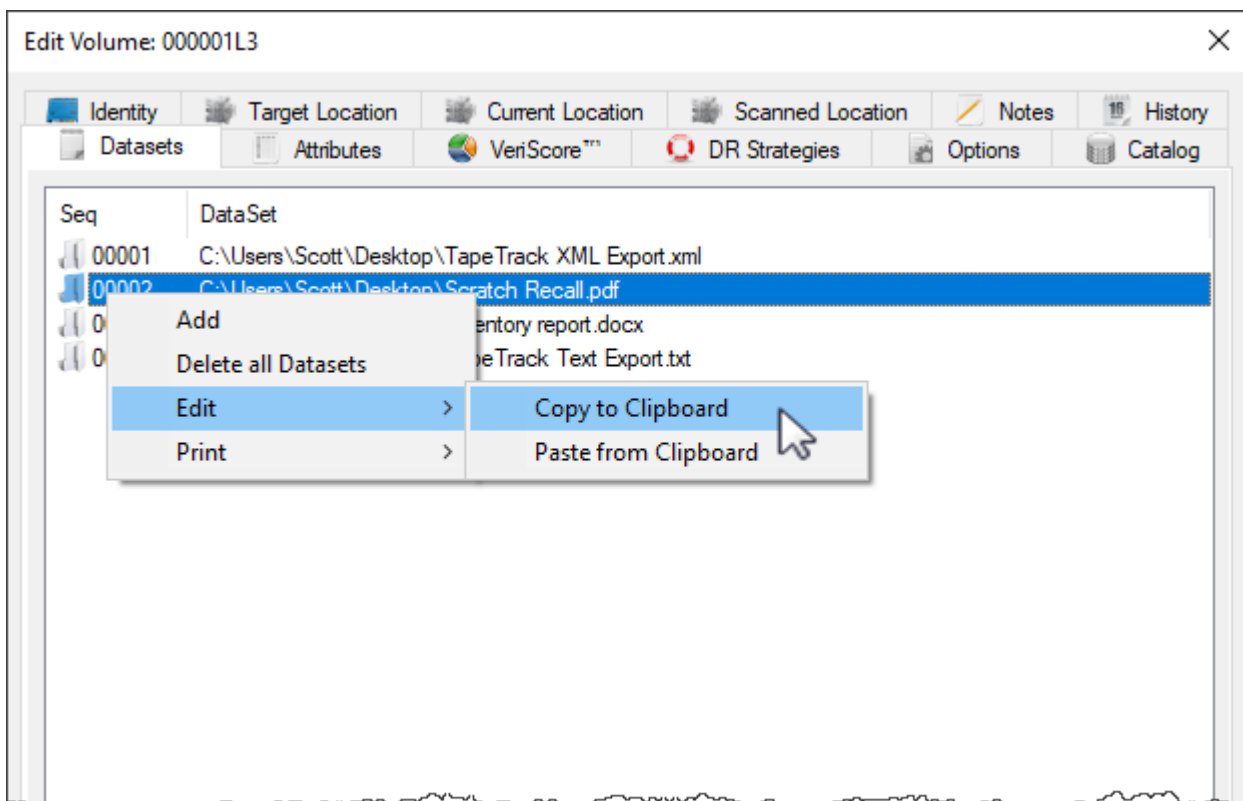 Edit Volume: 000001L3
Identity Target Location Current Location Scanned Location Notes 16 History
Datasets Attributes VeriScore™ DR Strategies Options Catalog
Seq DataSet
00001 C:\Users\Scott\Desktop\TapeTrack XML Export.xml
00002 C:\Users\Scott\Desktop\Scratch Recall.pdf
Add
entory report.docx
Delete all Datasets
peTrack Text Export.txt
Edit > Copy to Clipboard
Print > Paste from Clipboard